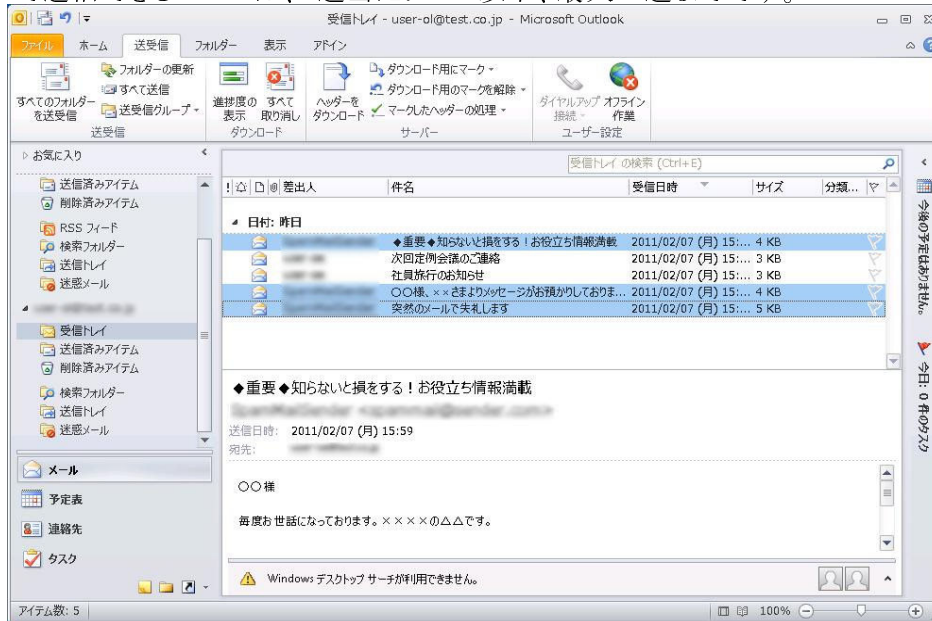 受信トレイ - user-ol@test.co.jp - Microsoft Outlook
ファイル ホーム 送受信 フォルダー 表示 アドイン
すべてのフォルダーを送受信
フォルダーの更新
すべて送信
送受信グループ
送受信
進捗度の表示
すべて取り消し
ダウンロード
ヘッダーをダウンロード
ダウンロード用にマーク
ダウンロード用のマークを解除
マークしたヘッダーの処理
サーバー
ダイヤルアップ接続
オフライン作業
ユーザー設定
お気に入り
送信済みアイテム
削除済みアイテム
RSS フィード
検索フォルダー
送信トレイ
迷惑メール
受信トレイ
送信済みアイテム
削除済みアイテム
検索フォルダー
送信トレイ
迷惑メール
メール
予定表
連絡先
タスク
受信トレイ の検索 (Ctrl+E)
差出人 件名 受信日時 サイズ 分類...
日付: 昨日
◆重要◆知らないと損をする！お役立ち情報満載 2011/02/07 (月) 15:... 4 KB
次回定例会議のご連絡 2011/02/07 (月) 15:... 3 KB
社員旅行のお知らせ 2011/02/07 (月) 15:... 3 KB
○○様、××さまよりメッセージがお預かりしておりま... 2011/02/07 (月) 15:... 4 KB
突然のメールで失礼します 2011/02/07 (月) 15:... 5 KB
◆重要◆知らないと損をする！お役立ち情報満載
送信日時: 2011/02/07 (月) 15:59
宛先:
○○様
毎度お世話になっております。××××の△△です。
Windows デスクトップ サーチが利用できません。
今後の予定はありません。
今日: 0 件のタスク
アイテム数: 5
100%